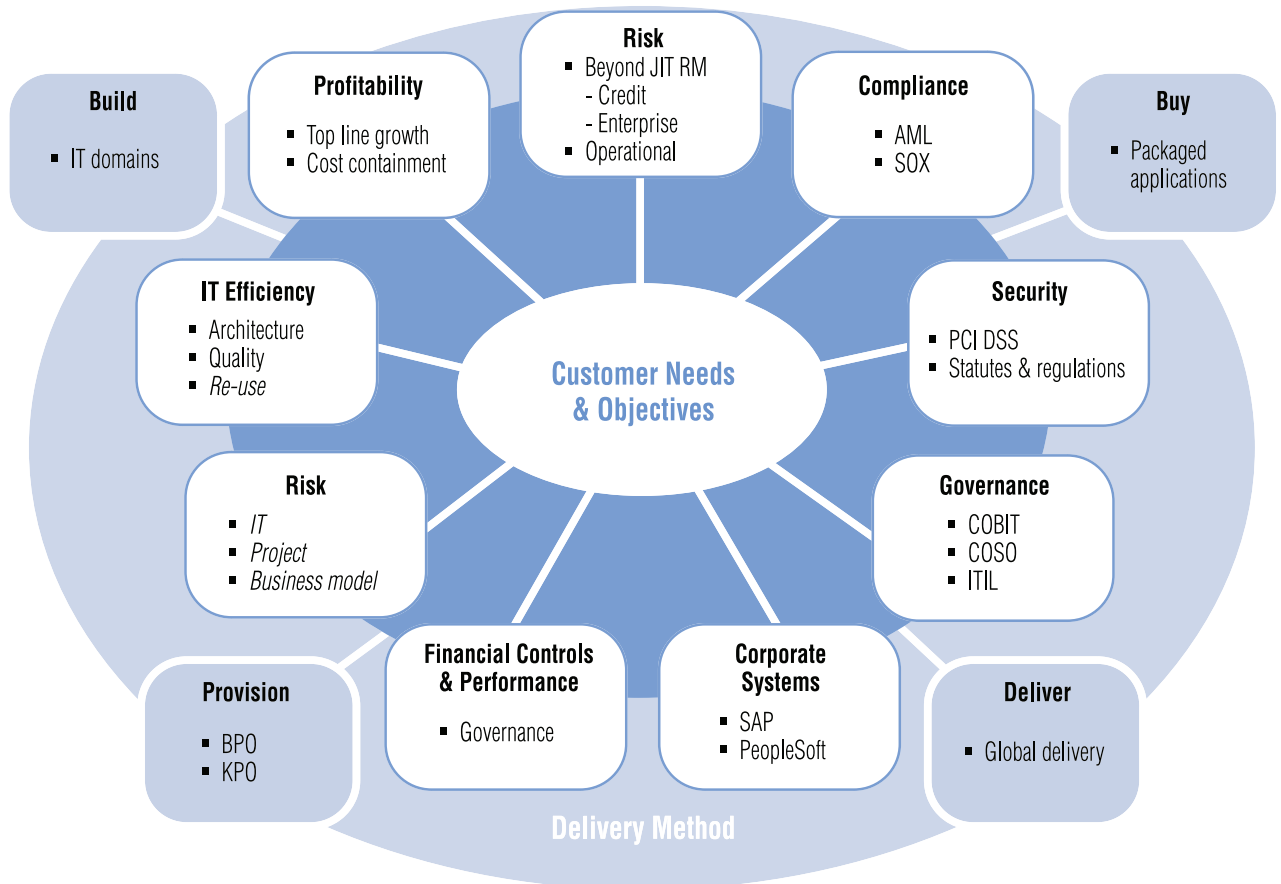 Risk
▪ Beyond JIT RM
- Credit
- Enterprise
▪ Operational
Profitability
▪ Top line growth
▪ Cost containment
Compliance
▪ AML
▪ SOX
Build
▪ IT domains
Buy
▪ Packaged
applications
IT Efficiency
▪ Architecture
▪ Quality
▪ Re-use
Security
▪ PCI DSS
▪ Statutes & regulations
Customer Needs
& Objectives
Risk
▪ IT
▪ Project
▪ Business model
Governance
▪ COBIT
▪ COSO
▪ ITIL
Financial Controls
& Performance
▪ Governance
Corporate
Systems
▪ SAP
▪ PeopleSoft
Provision
▪ BPO
▪ KPO
Deliver
▪ Global delivery
Delivery Method